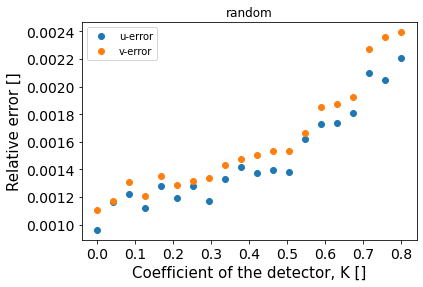 random
u-error
v-error
0.0024
0.0022
0.0020
0.0018
0.0016
0.0014
0.0012
0.0010
Relative error []
0.0 0.1 0.2 0.3 0.4 0.5 0.6 0.7 0.8
Coefficient of the detector, K []